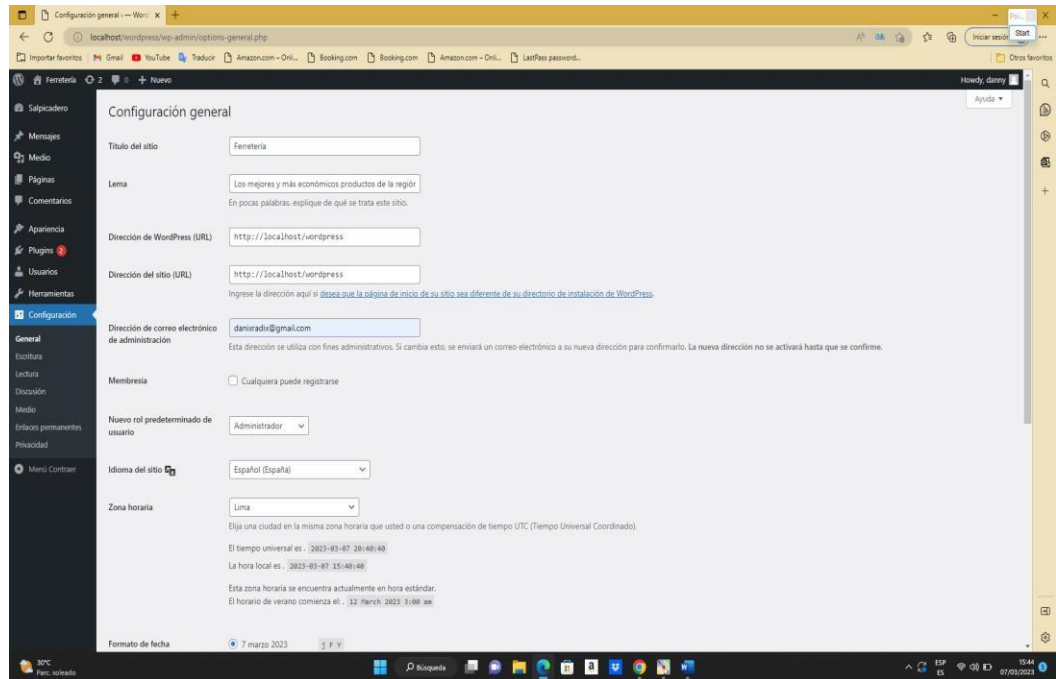 Configuración general ‹ — Word
Po...
localhost/wordpress/wp-admin/options-general.php
Iniciar sesión
Start
Importar favoritos
Gmail
YouTube
Traducir
Amazon.com – Onli...
Booking.com
Booking.com
Amazon.com – Onli...
LastPass password...
Otros favoritos
Ferretería
2
0
Nuevo
Howdy, danny
Ayuda
Salpicadero
Mensajes
Medio
Páginas
Comentarios
Apariencia
Plugins 2
Usuarios
Herramientas
Configuración
General
Escritura
Lectura
Discusión
Medio
Enlaces permanentes
Privacidad
Menú Contraer
Configuración general
Título del sitio
Ferretería
Lema
Los mejores y más económicos productos de la región
En pocas palabras, explique de qué se trata este sitio.
Dirección de WordPress (URL)
http://localhost/wordpress
Dirección del sitio (URL)
http://localhost/wordpress
Ingrese la dirección aquí si desea que la página de inicio de su sitio sea diferente de su directorio de instalación de WordPress.
Dirección de correo electrónico
de administración
danixradix@gmail.com
Esta dirección se utiliza con fines administrativos. Si cambia esto, se enviará un correo electrónico a su nueva dirección para confirmarlo. La nueva dirección no se activará hasta que se confirme.
Membresía
Cualquiera puede registrarse
Nuevo rol predeterminado de
usuario
Administrador
Idioma del sitio
Español (España)
Zona horaria
Lima
Elija una ciudad en la misma zona horaria que usted o una compensación de tiempo UTC (Tiempo Universal Coordinado).
El tiempo universal es . 2023-03-07 20:40:40
La hora local es . 2023-03-07 15:40:40
Esta zona horaria se encuentra actualmente en hora estándar.
El horario de verano comienza el: . 12 March 2023 3:00 am
Formato de fecha
7 marzo 2023
j F Y
30°C
Parc. soleado
Búsqueda
ESP
ES
15:44
07/03/2023